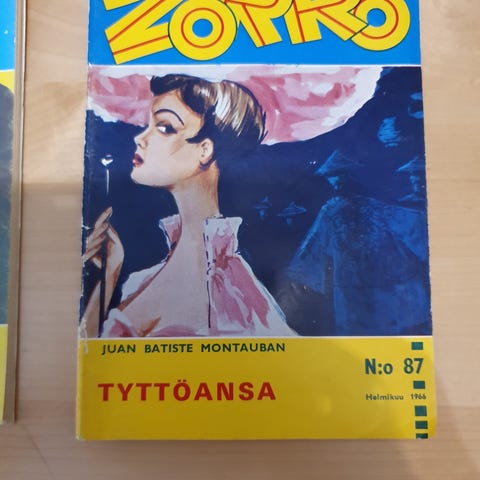 ZORRO
JUAN BATISTE MONTAUBAN
N:o 87
TYTTÖANSA
Helmikuu 1966